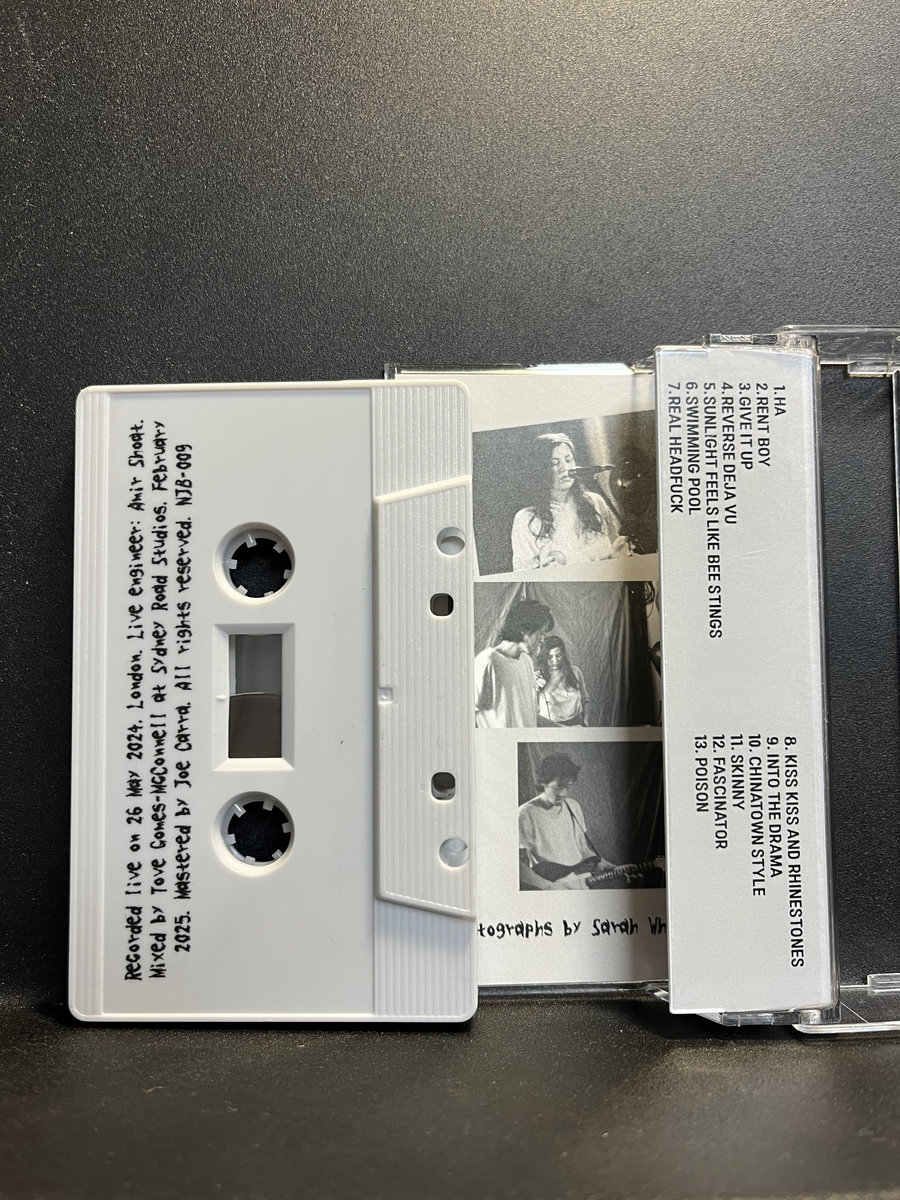 Recorded live on 26 May 2024. London. Live engineer: Amir Shoat.
Mixed by Tove Gomes-McConnell at Sydney Road Studios. February
2025. Mastered by Joe Carra. All rights reserved. NJB-009
tographs by Sarah Wh
1.HA
2.RENT BOY
3.GIVE IT UP
4.REVERSE DEJA VU
5.SUNLIGHT FEELS LIKE BEE STINGS
6.SWIMMING POOL
7.REAL HEADFUCK
8. KISS KISS AND RHINESTONES
9. INTO THE DRAMA
10. CHINATOWN STYLE
11. SKINNY
12. FASCINATOR
13. POISON